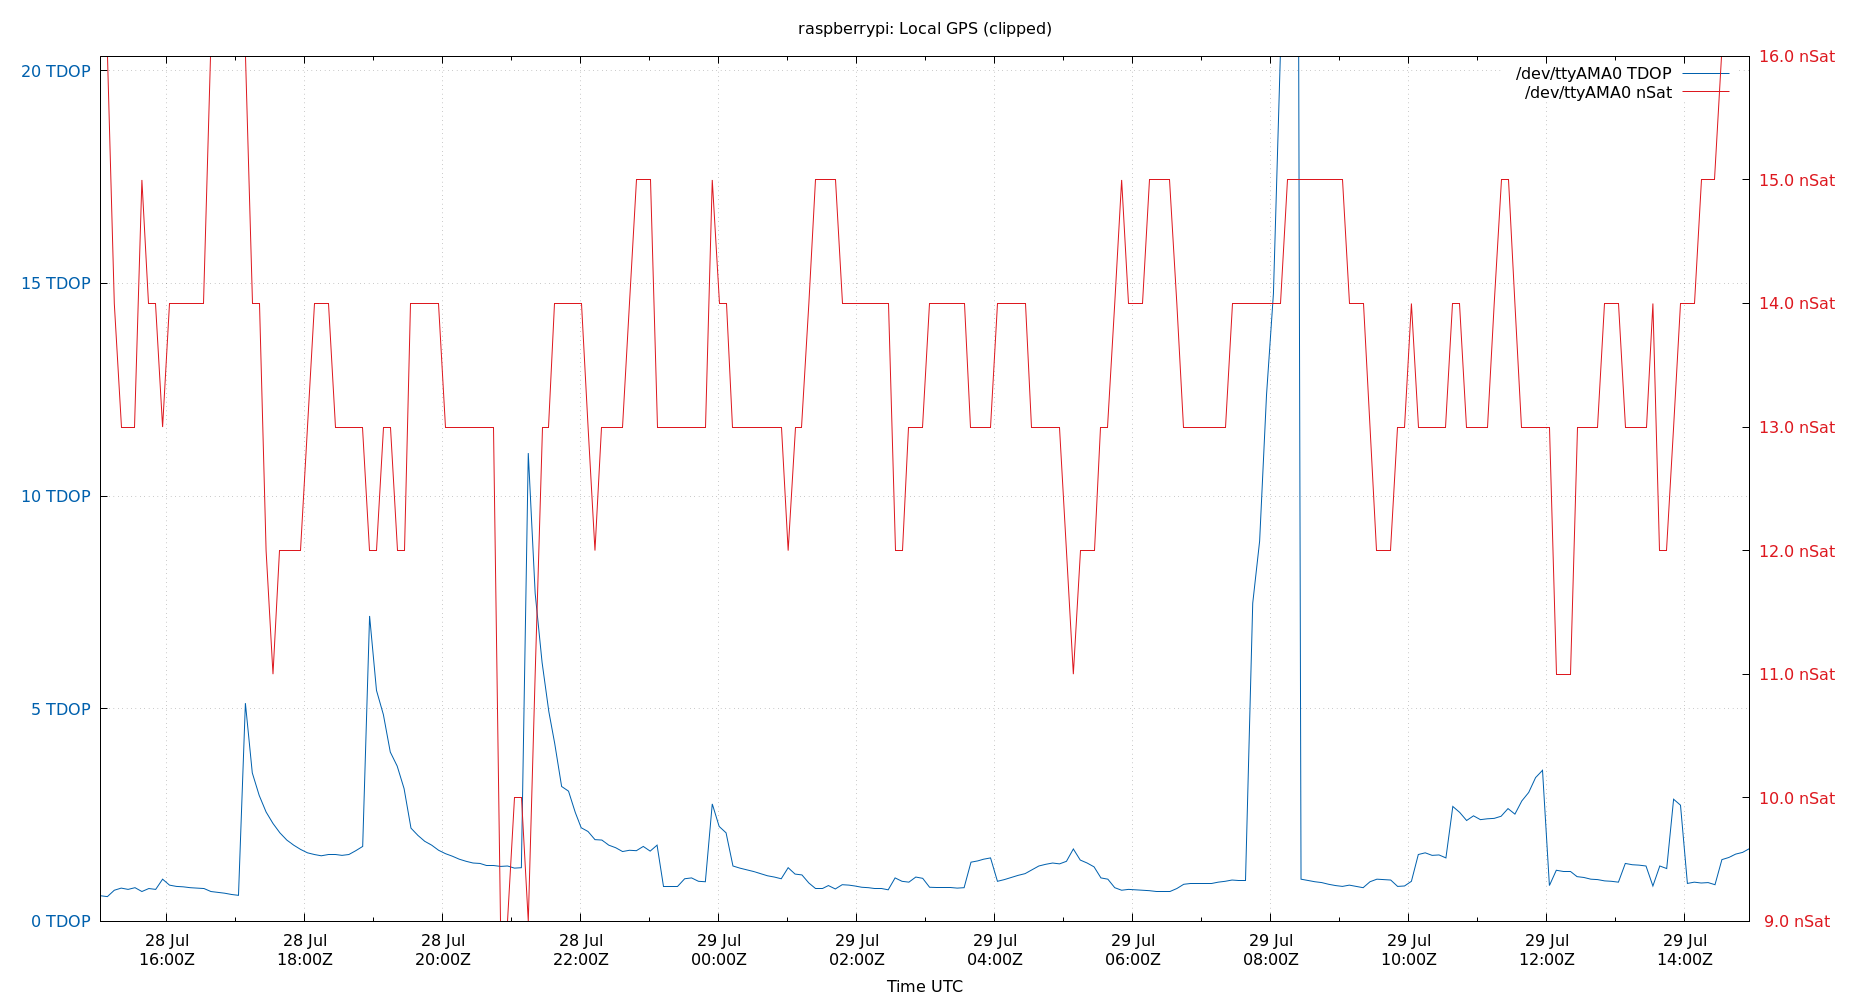 raspberrypi: Local GPS (clipped)
20 TDOP
15 TDOP
10 TDOP
5 TDOP
0 TDOP
/dev/ttyAMA0 TDOP
/dev/ttyAMA0 nSat
16.0 nSat
15.0 nSat
14.0 nSat
13.0 nSat
12.0 nSat
11.0 nSat
10.0 nSat
9.0 nSat
28 Jul 28 Jul 28 Jul 28 Jul 29 Jul 29 Jul 29 Jul 29 Jul 29 Jul 29 Jul 29 Jul 29 Jul
16:00Z 18:00Z 20:00Z 22:00Z 00:00Z 02:00Z 04:00Z 06:00Z 08:00Z 10:00Z 12:00Z 14:00Z
Time UTC